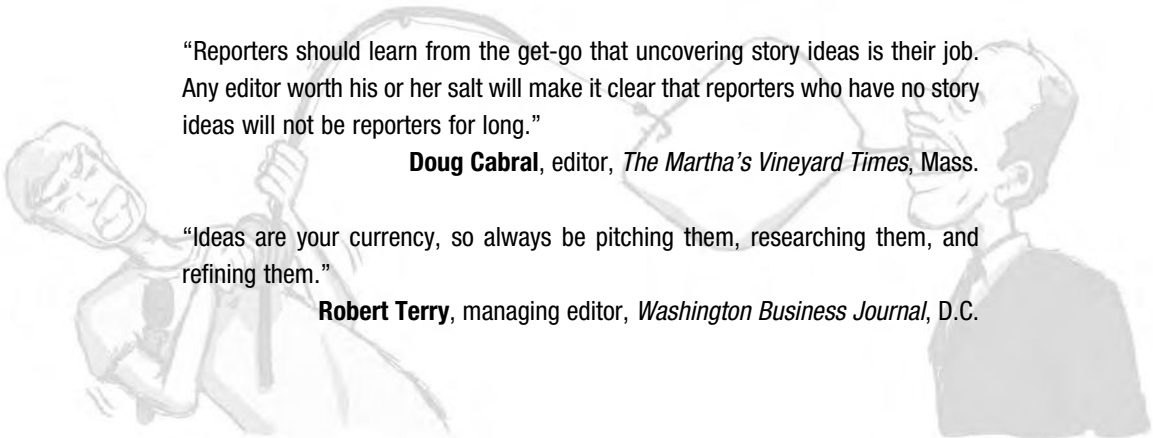 “Reporters should learn from the get-go that uncovering story ideas is their job.
Any editor worth his or her salt will make it clear that reporters who have no story
ideas will not be reporters for long.”
Doug Cabral, editor, The Martha’s Vineyard Times, Mass.
“Ideas are your currency, so always be pitching them, researching them, and
refining them.”
Robert Terry, managing editor, Washington Business Journal, D.C.